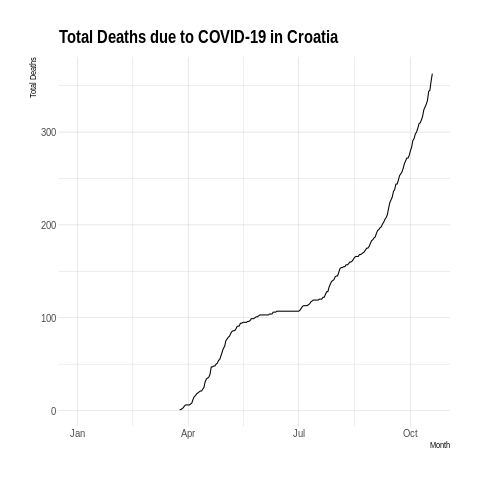 Total Deaths due to COVID-19 in Croatia
Total Deaths
300
200
100
0
Jan Apr Jul Oct
Month